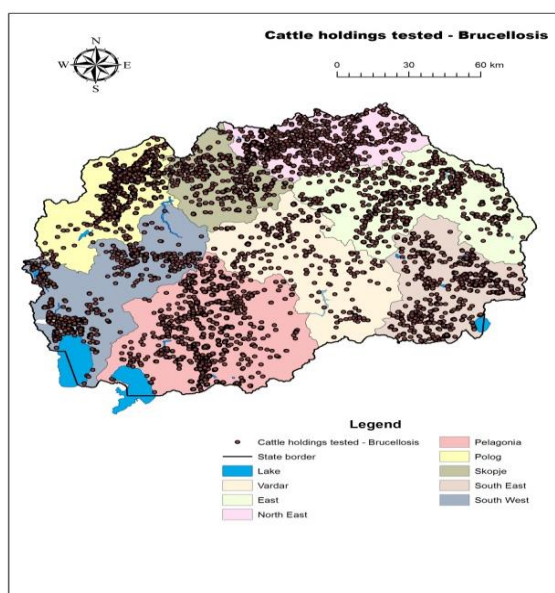 Cattle holdings tested - Brucellosis
N
W E
S
0 30 60 km
Legend
Cattle holdings tested - Brucellosis
State border
Lake
Vardar
East
North East
Pelagonia
Polog
Skopje
South East
South West